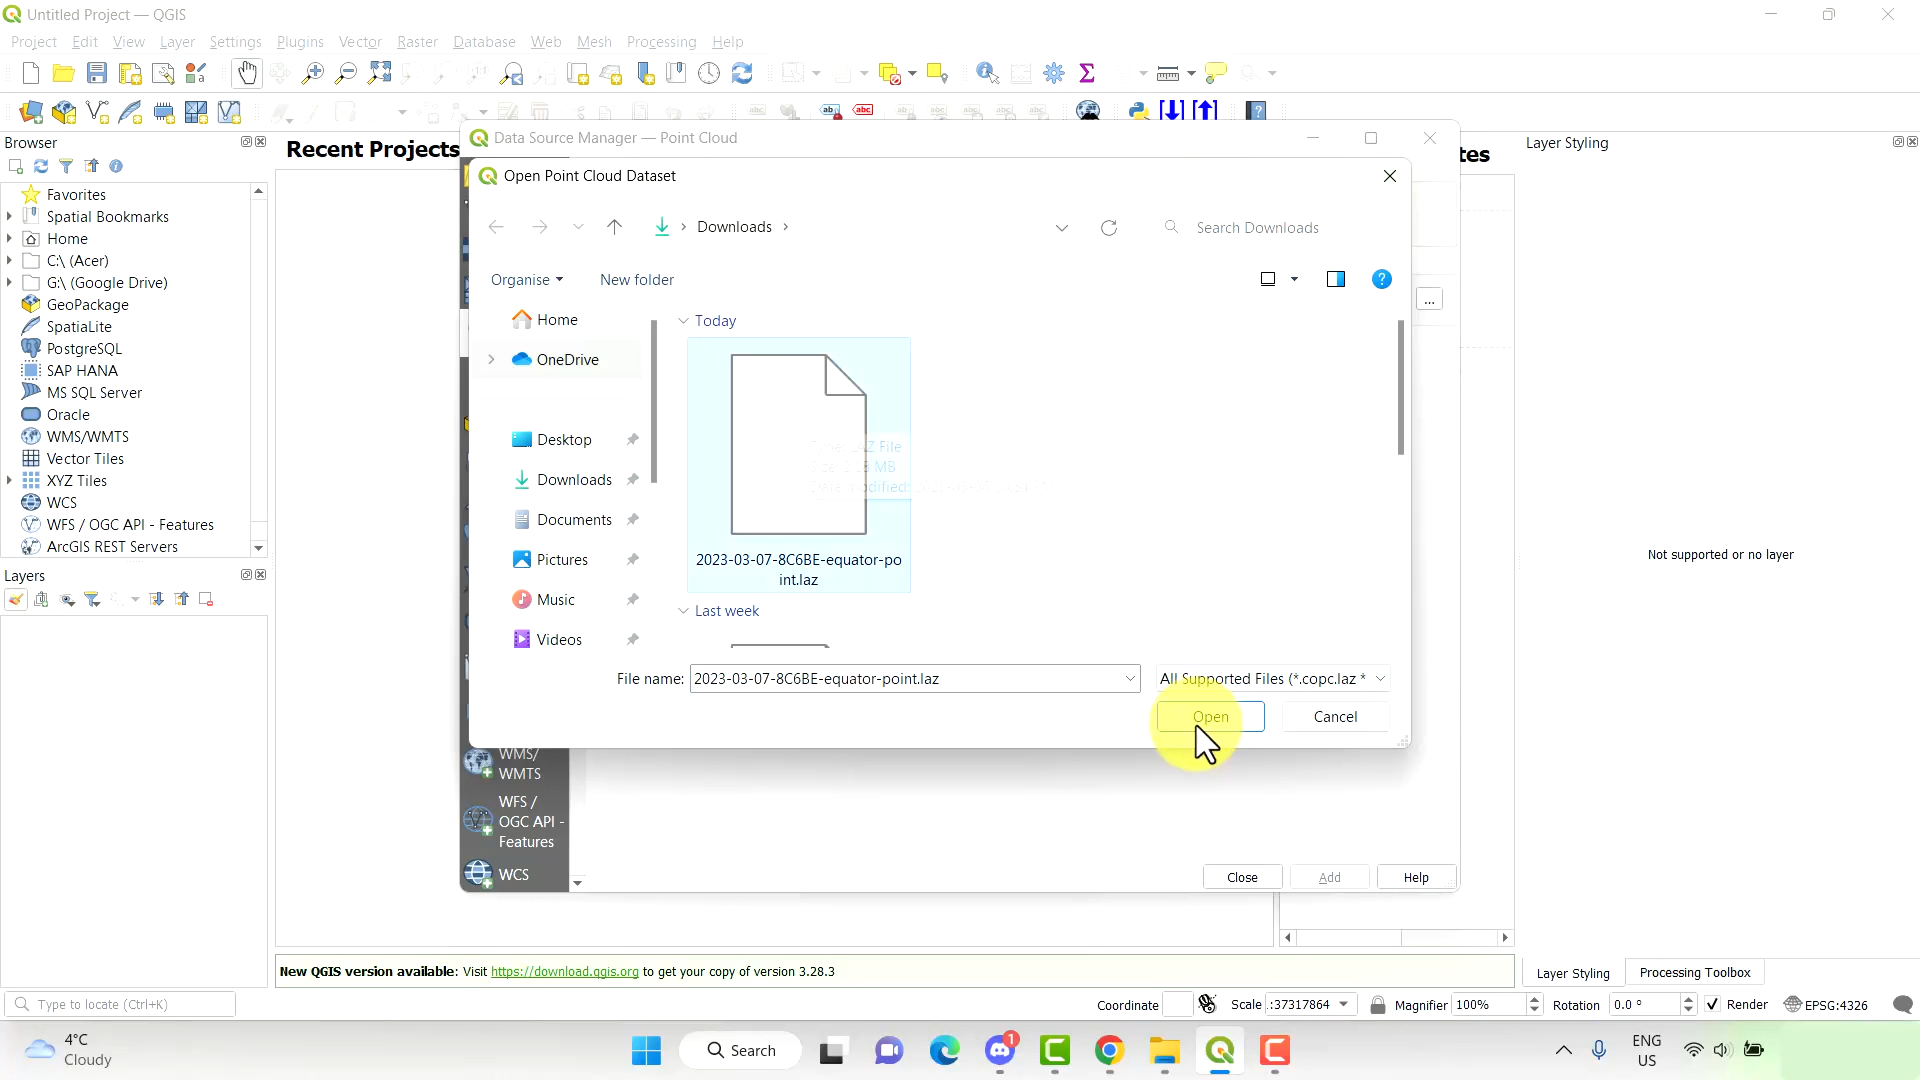 Untitled Project — QGIS
Project Edit View Layer Settings Plugins Vector Raster Database Web Mesh Processing Help
Browser
Favorites
Spatial Bookmarks
Home
C:\ (Acer)
G:\ (Google Drive)
GeoPackage
SpatiaLite
PostgreSQL
SAP HANA
MS SQL Server
Oracle
WMS/WMTS
Vector Tiles
XYZ Tiles
WCS
WFS / OGC API - Features
ArcGIS REST Servers
Layers
Recent Projects
Data Source Manager — Point Cloud
Open Point Cloud Dataset
Downloads
Search Downloads
Organise
New folder
Home
OneDrive
Desktop
Downloads
Documents
Pictures
Music
Videos
Today
2023-03-07-8C6BE-equator-po
int.laz
Last week
File name: 2023-03-07-8C6BE-equator-point.laz
All Supported Files (*.copc.laz *
Open
Cancel
...
WMS/
WMTS
WFS /
OGC API -
Features
WCS
Close
Add
Help
Layer Styling
Not supported or no layer
Layer Styling
Processing Toolbox
New QGIS version available: Visit https://download.qgis.org to get your copy of version 3.28.3
Type to locate (Ctrl+K)
Coordinate
Scale :37317864
Magnifier 100%
Rotation 0.0 °
Render
EPSG:4326
4°C
Cloudy
Search
1
ENG
US